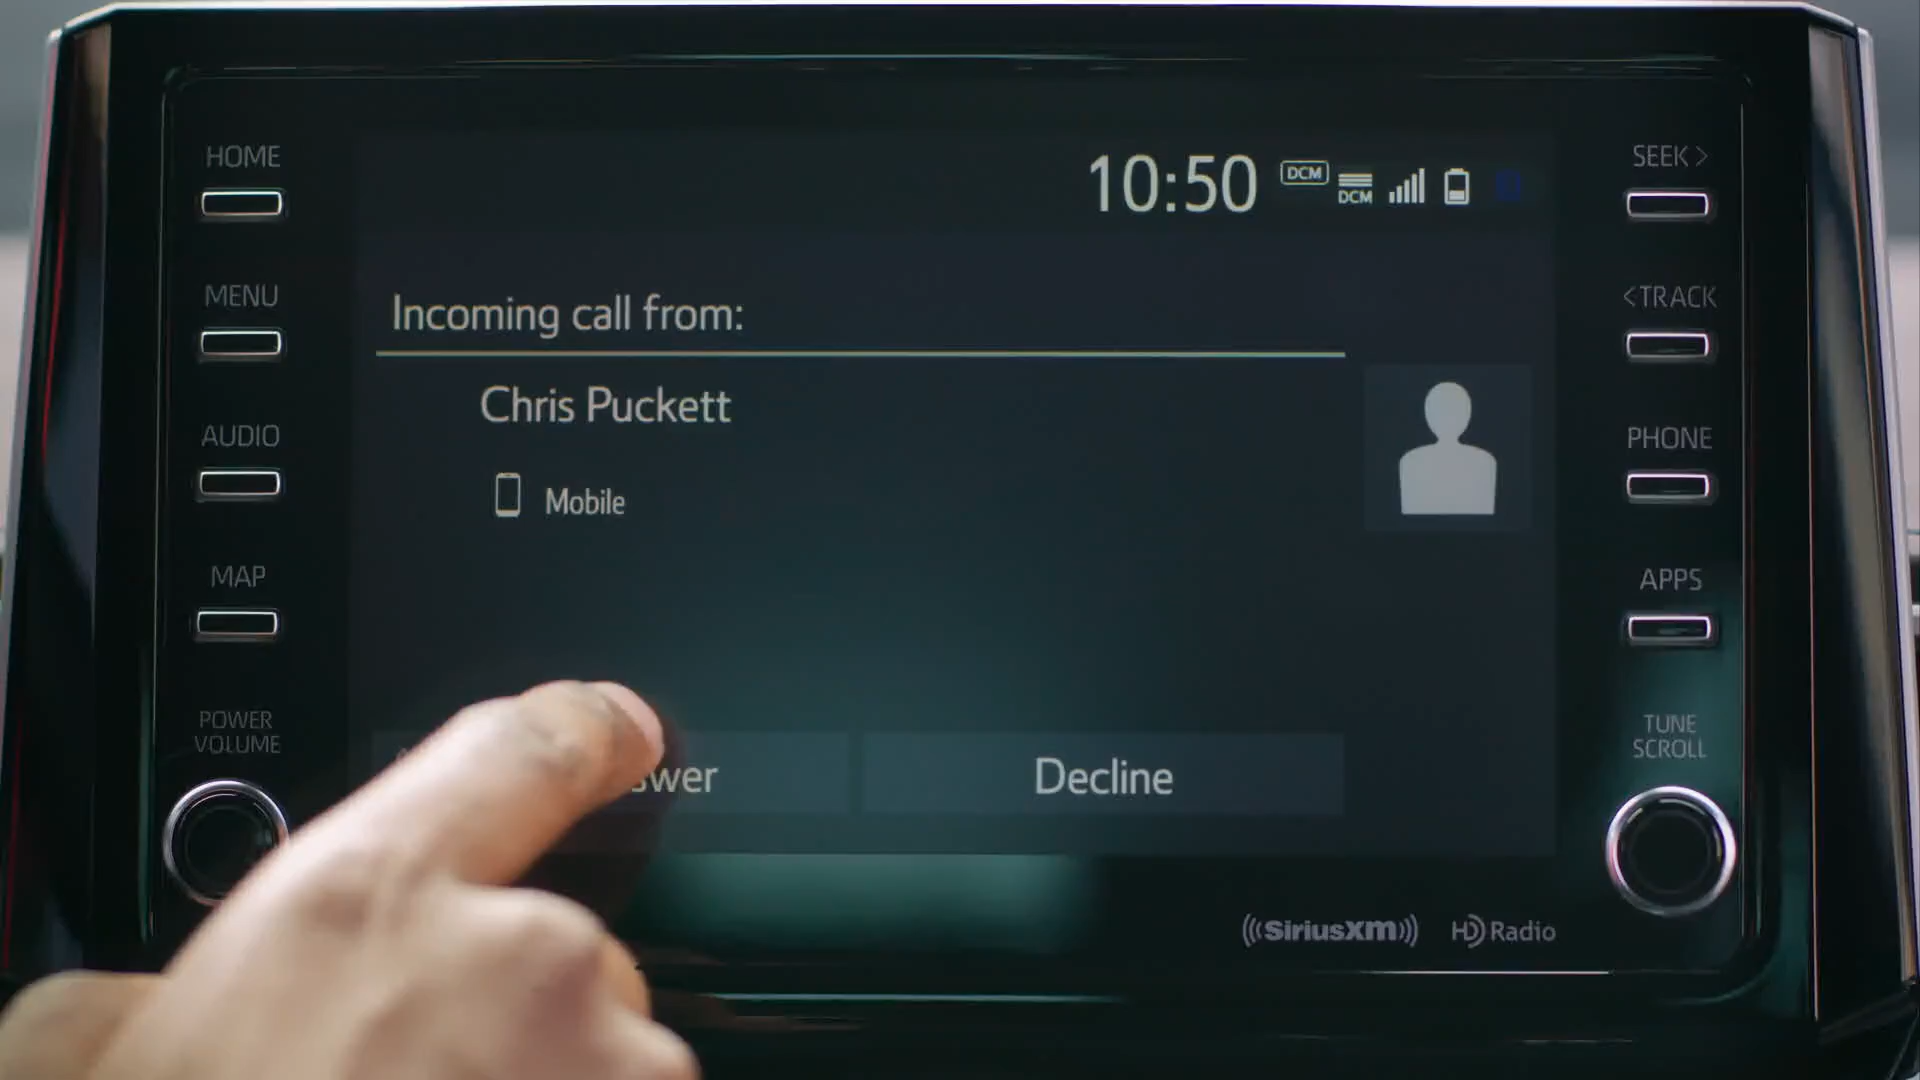 HOME
MENU
AUDIO
MAP
POWER
VOLUME
10:50
DCM
DCM
Incoming call from:
Chris Puckett
Mobile
swer
Decline
SEEK >
< TRACK
PHONE
APPS
TUNE
SCROLL
((SiriusXM))
HD Radio